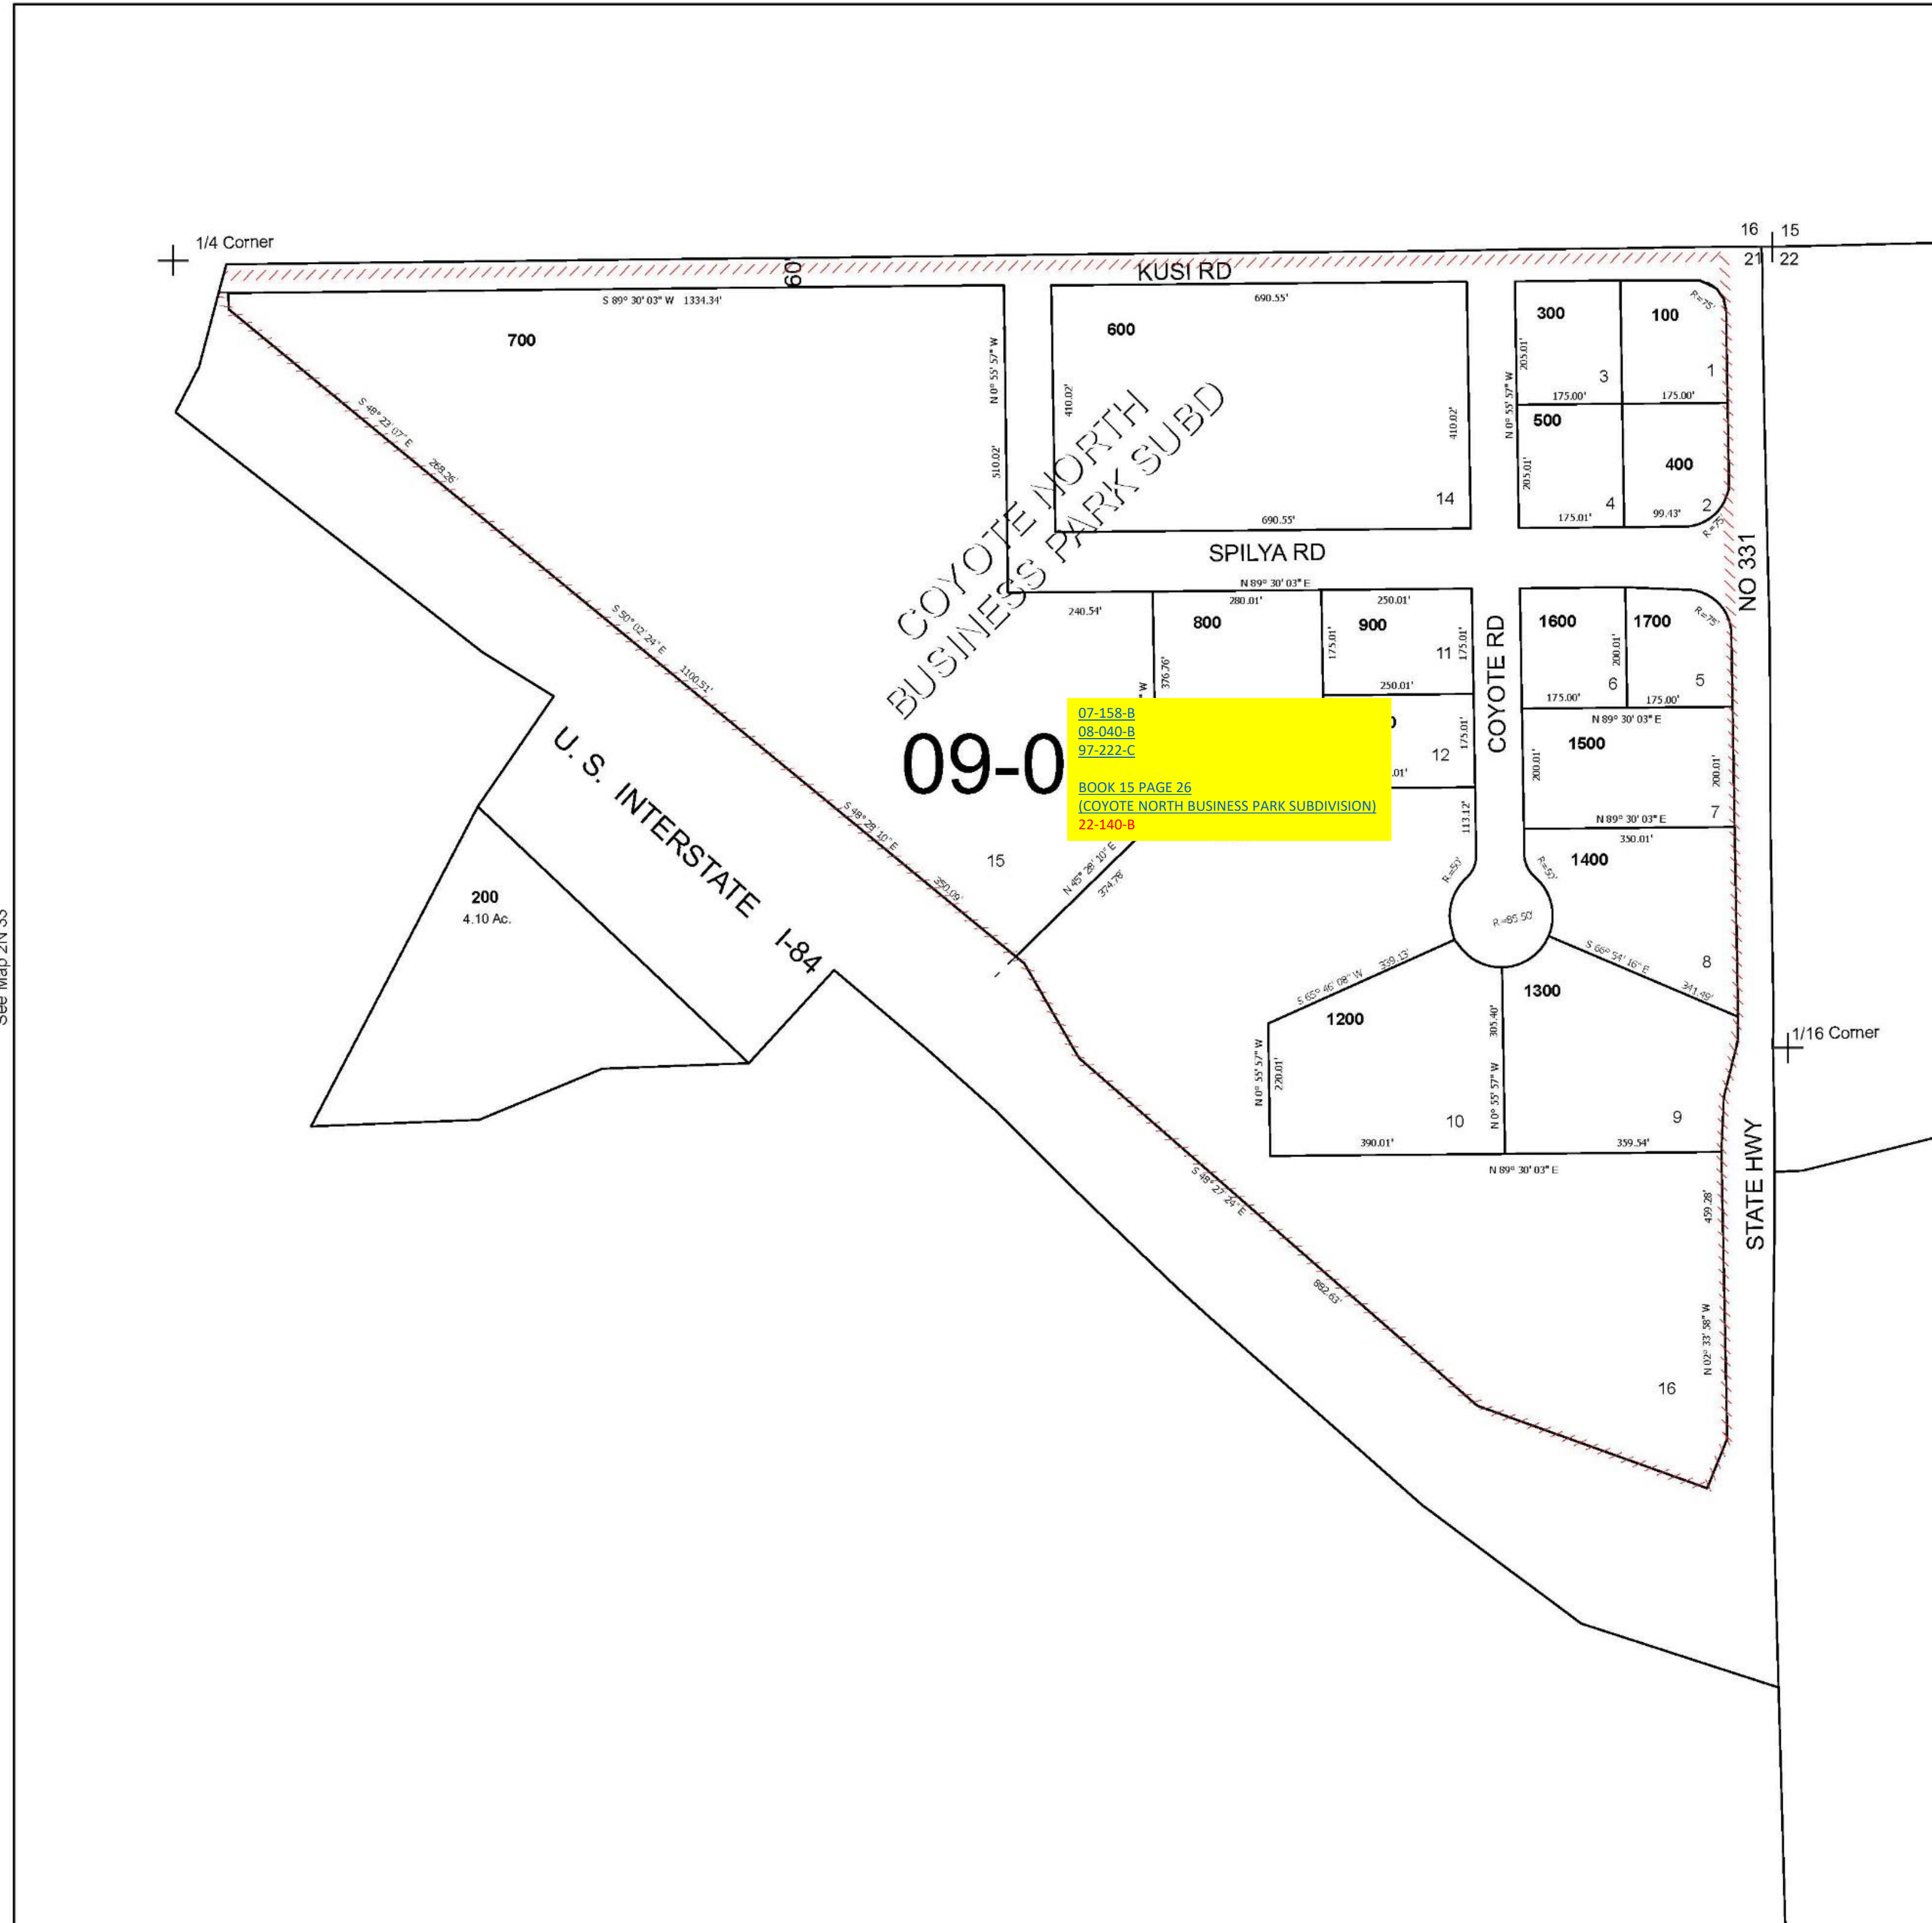 16 15
21 22
1/4 Corner
60
KUSI RD
S 89° 30' 03" W 1334.34'
690.55'
700
600
300
100
R=75'
N 0° 55' 57" W
510.02'
410.02'
410.02'
N 0° 55' 57" W
205.01'
3
1
175.00'
175.00'
500
400
205.01'
14
4
2
175.01'
99.43'
R=75'
690.55'
S 48° 23' 07" E
268.26'
COYOTE NORTH
BUSINESS PARK SUBD
SPILYA RD
NO 331
N 89° 30' 03" E
240.54'
280.01'
250.01'
800
900
1600
1700
R=75'
S 50° 02' 24" E
1100.51'
376.76'
" W
175.01'
11
175.01'
COYOTE RD
200.01'
6
5
250.01'
175.00'
175.00'
N 89° 30' 03" E
1500
09-0
07-158-B
08-040-B
97-222-C
BOOK 15 PAGE 26
(COYOTE NORTH BUSINESS PARK SUBDIVISION)
22-140-B
12
175.01'
.01'
200.01'
200.01'
7
N 89° 30' 03" E
350.01'
113.12'
1400
U. S. INTERSTATE I-84
S 48° 28' 10" E
350.09'
15
N 45° 28' 10" E
374.78'
R=50'
R=50'
R=85.50'
200
4.10 Ac.
See Map 2N 33
S 65° 46' 08" W 339.13'
S 66° 54' 16" E
341.49'
8
1300
1200
305.40'
N 0° 55' 57" W
N 0° 55' 57" W
220.01'
1/16 Corner
10
9
390.01'
359.54'
N 89° 30' 03" E
STATE HWY
S 48° 27' 24" E
882.63'
459.28'
N 02° 33' 58" W
16